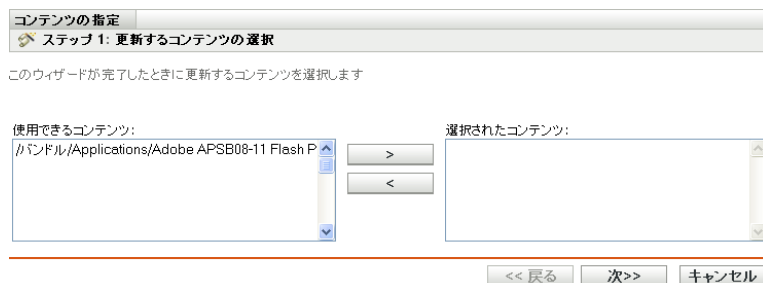 コンテンツの指定
ステップ 1: 更新するコンテンツの選択
このウィザードが完了したときに更新するコンテンツを選択します
使用できるコンテンツ:
選択されたコンテンツ:
/バンドル/Applications/Adobe APSB08-11 Flash P
>
<
<< 戻る
次>>
キャンセル